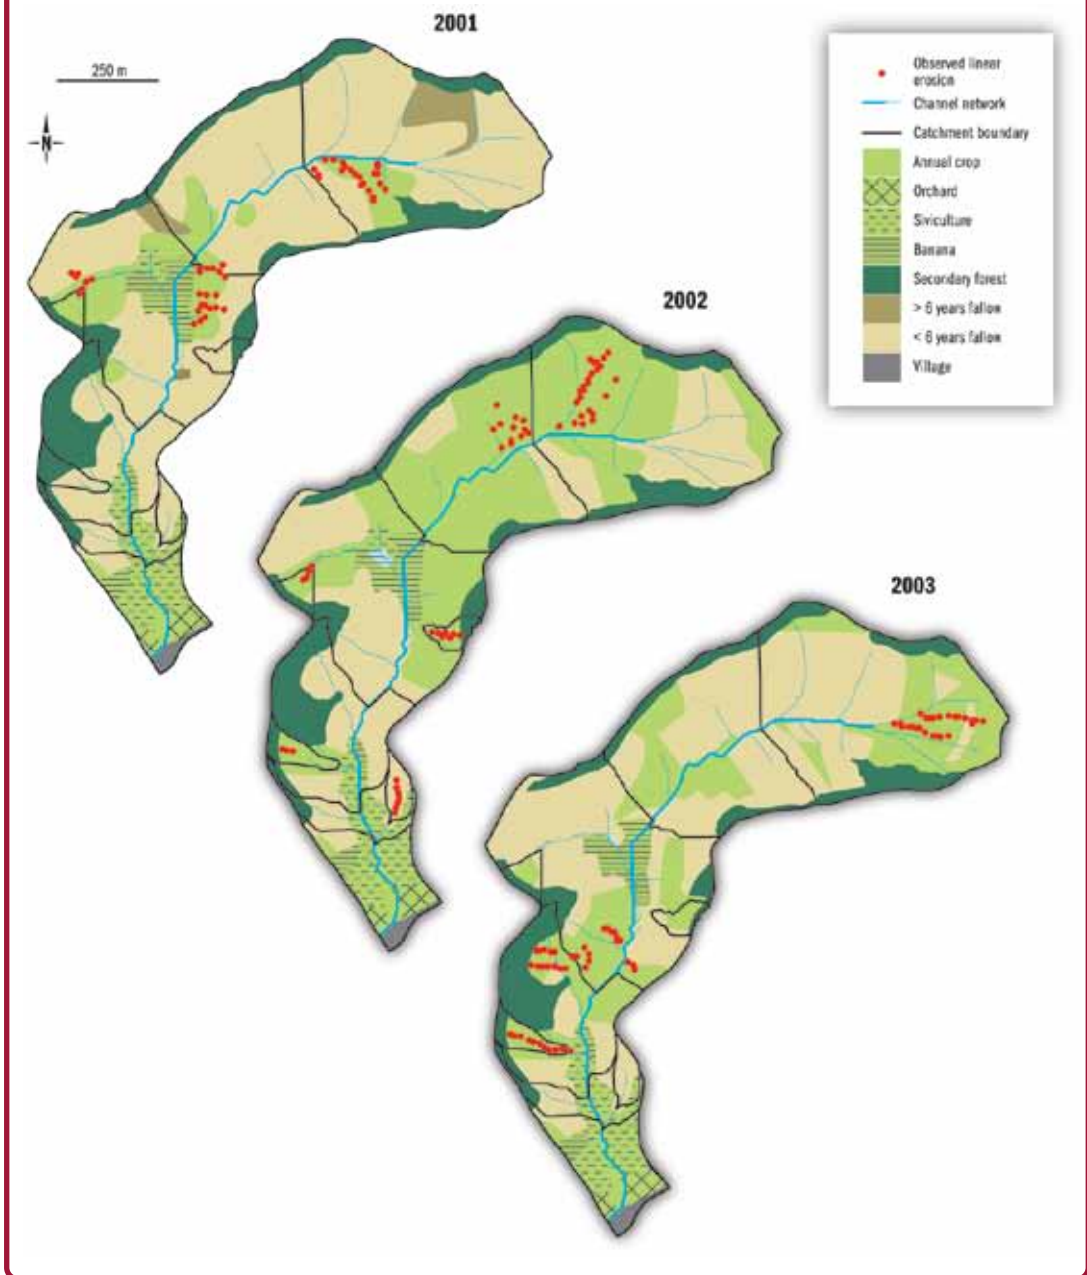 2001
250 m
N
Observed linear
erosion
Channel network
Catchment boundary
Annual crop
Orchard
Siviculture
Banana
Secondary forest
> 6 years fallow
< 6 years fallow
Village
2002
2003